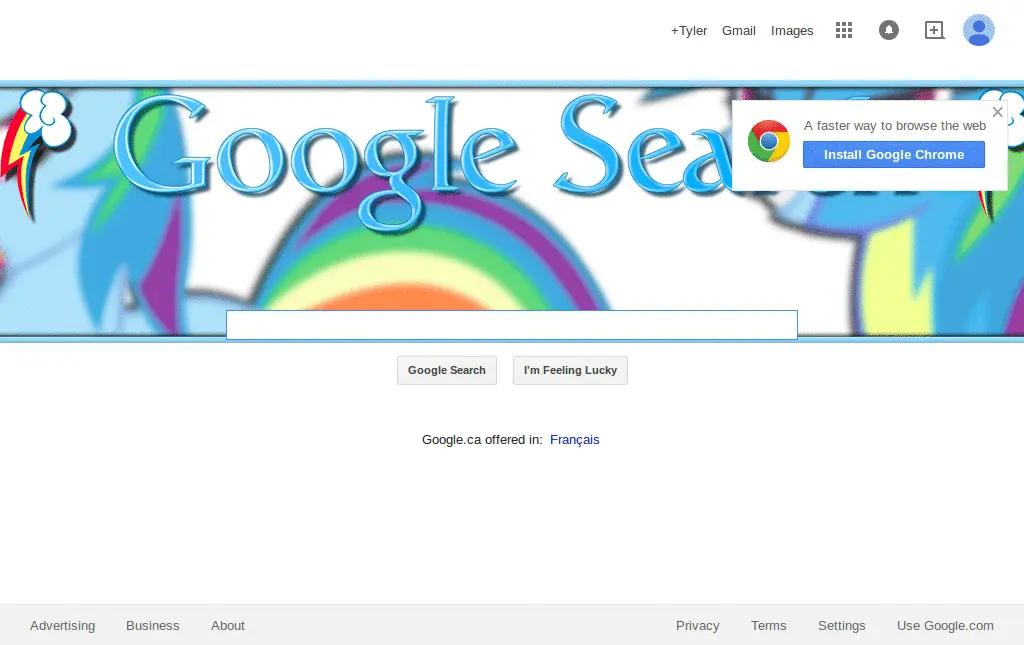 +Tyler Gmail Images
Google Sea
A faster way to browse the web
Install Google Chrome
Google Search I'm Feeling Lucky
Google.ca offered in: Français
Advertising Business About Privacy Terms Settings Use Google.com